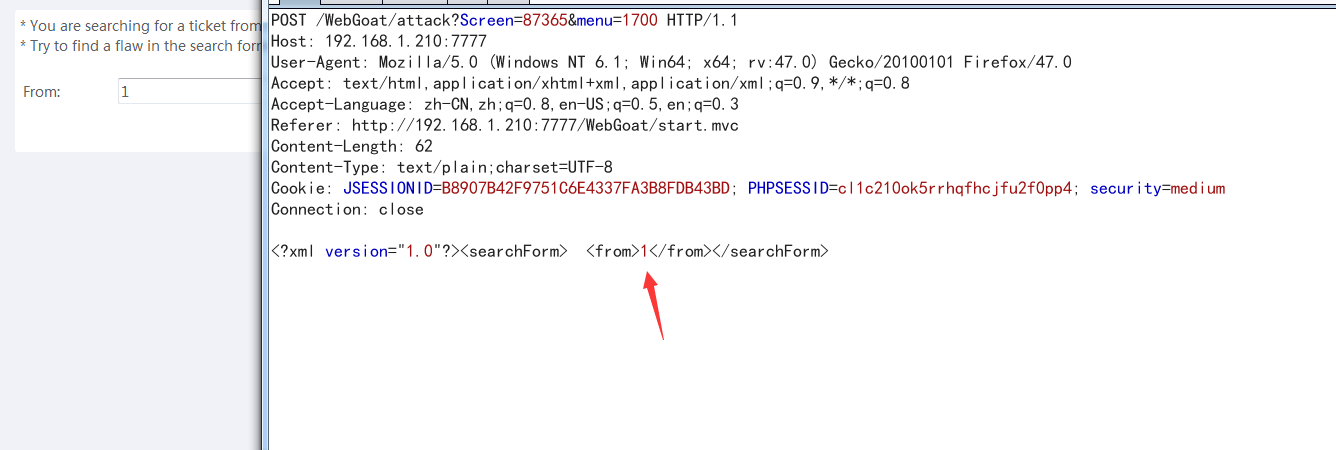 * You are searching for a ticket from
* Try to find a flaw in the search form
From:
1
POST /WebGoat/attack?Screen=87365&menu=1700 HTTP/1.1
Host: 192.168.1.210:7777
User-Agent: Mozilla/5.0 (Windows NT 6.1; Win64; x64; rv:47.0) Gecko/20100101 Firefox/47.0
Accept: text/html,application/xhtml+xml,application/xml;q=0.9,*/*;q=0.8
Accept-Language: zh-CN,zh;q=0.8,en-US;q=0.5,en;q=0.3
Referer: http://192.168.1.210:7777/WebGoat/start.mvc
Content-Length: 62
Content-Type: text/plain;charset=UTF-8
Cookie: JSESSIONID=B8907B42F9751C6E4337FA3B8FDB43BD; PHPSESSID=cl1c210ok5rrhqfhcjfu2f0pp4; security=medium
Connection: close
<?xml version="1.0"?><searchForm>  <from>1</from></searchForm>